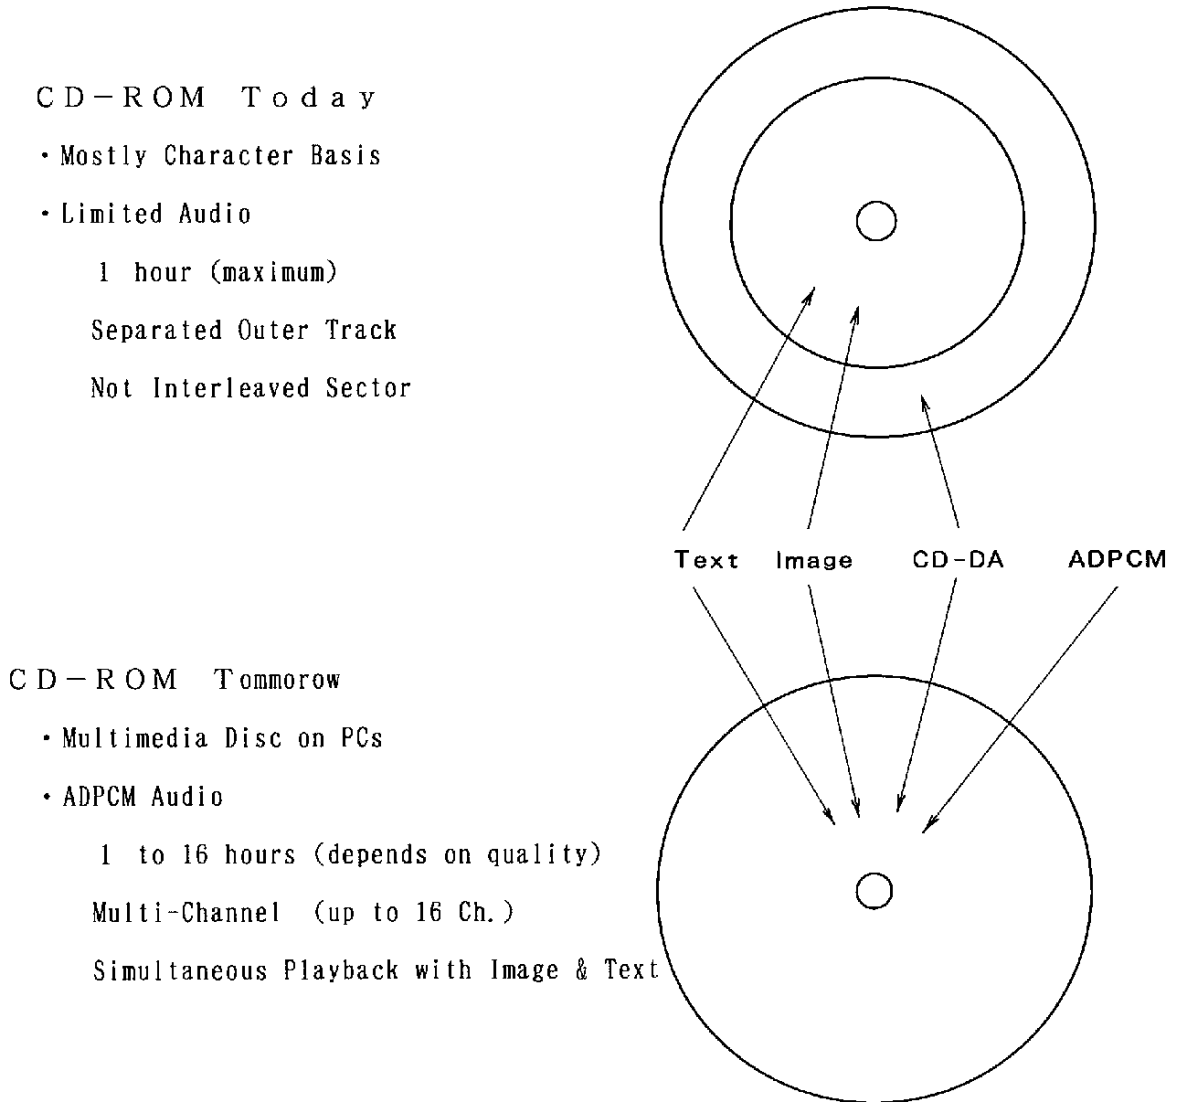 CD-ROM Today
・Mostly Character Basis
・Limited Audio
1 hour (maximum)
Separated Outer Track
Not Interleaved Sector
Text Image CD-DA ADPCM
CD-ROM Tommorow
・Multimedia Disc on PCs
・ADPCM Audio
1 to 16 hours (depends on quality)
Multi-Channel (up to 16 Ch.)
Simultaneous Playback with Image & Text